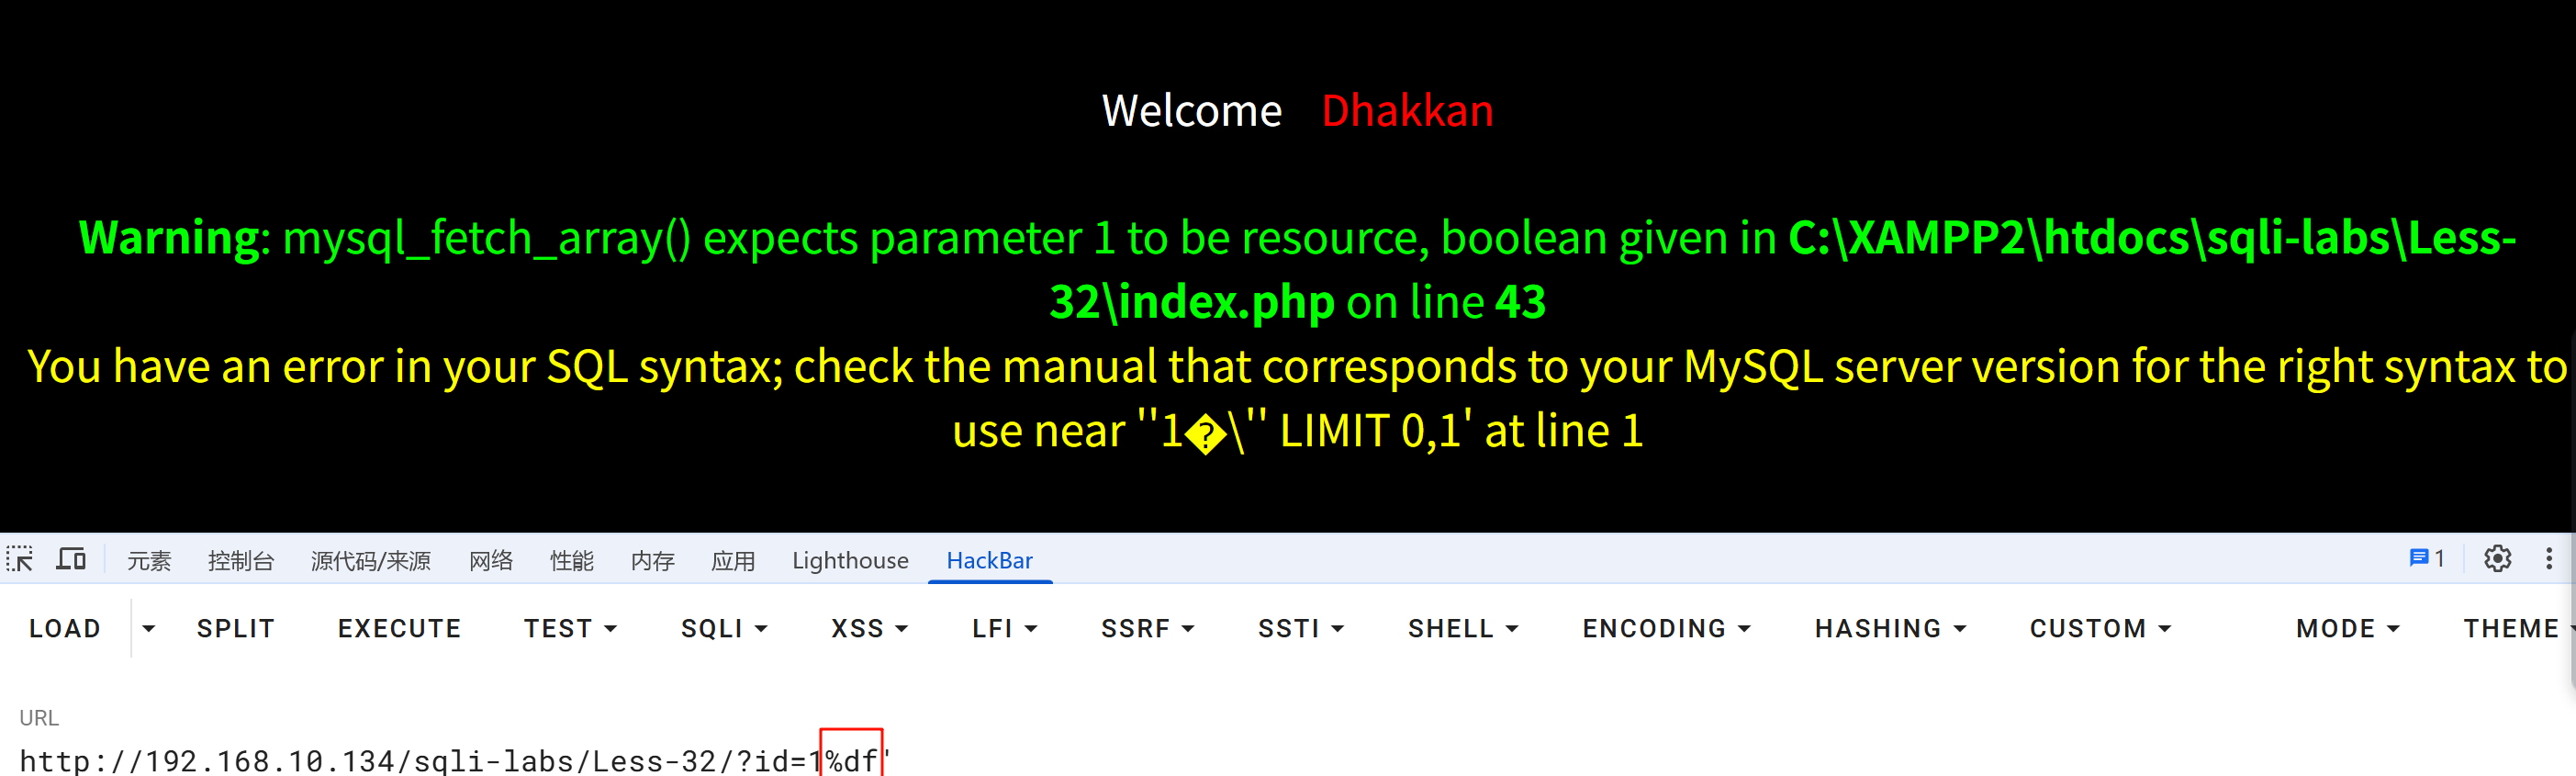 Welcome Dhakkan
Warning: mysql_fetch_array() expects parameter 1 to be resource, boolean given in C:\XAMPP2\htdocs\sqli-labs\Less-
32\index.php on line 43
You have an error in your SQL syntax; check the manual that corresponds to your MySQL server version for the right syntax to
use near ''1�\'' LIMIT 0,1' at line 1
元素 控制台 源代码/来源 网络 性能 内存 应用 Lighthouse HackBar 1
LOAD SPLIT EXECUTE TEST SQLI XSS LFI SSRF SSTI SHELL ENCODING HASHING CUSTOM MODE THEME
URL
http://192.168.10.134/sqli-labs/Less-32/?id=1%df'